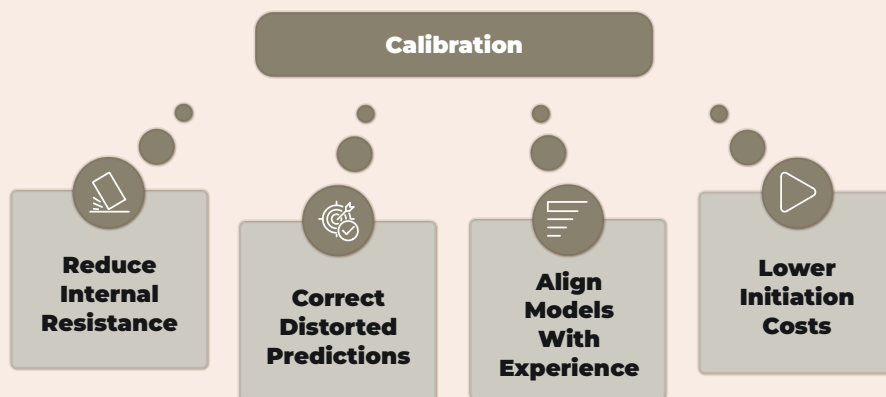 Calibration
Reduce
Internal
Resistance
Correct
Distorted
Predictions
Align
Models
With
Experience
Lower
Initiation
Costs